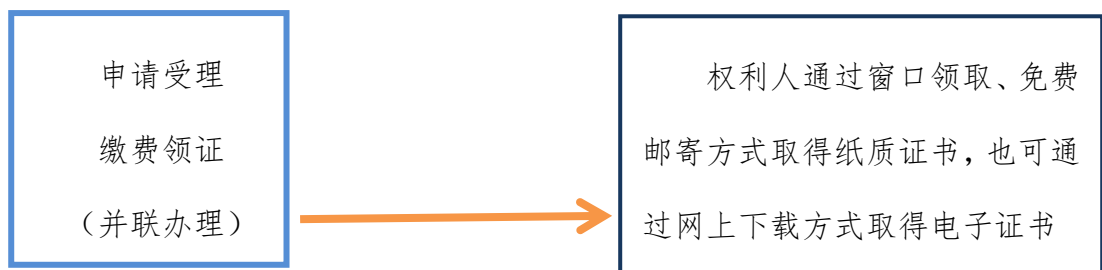 申请受理
缴费领证
（并联办理）
权利人通过窗口领取、免费
邮寄方式取得纸质证书，也可通
过网上下载方式取得电子证书